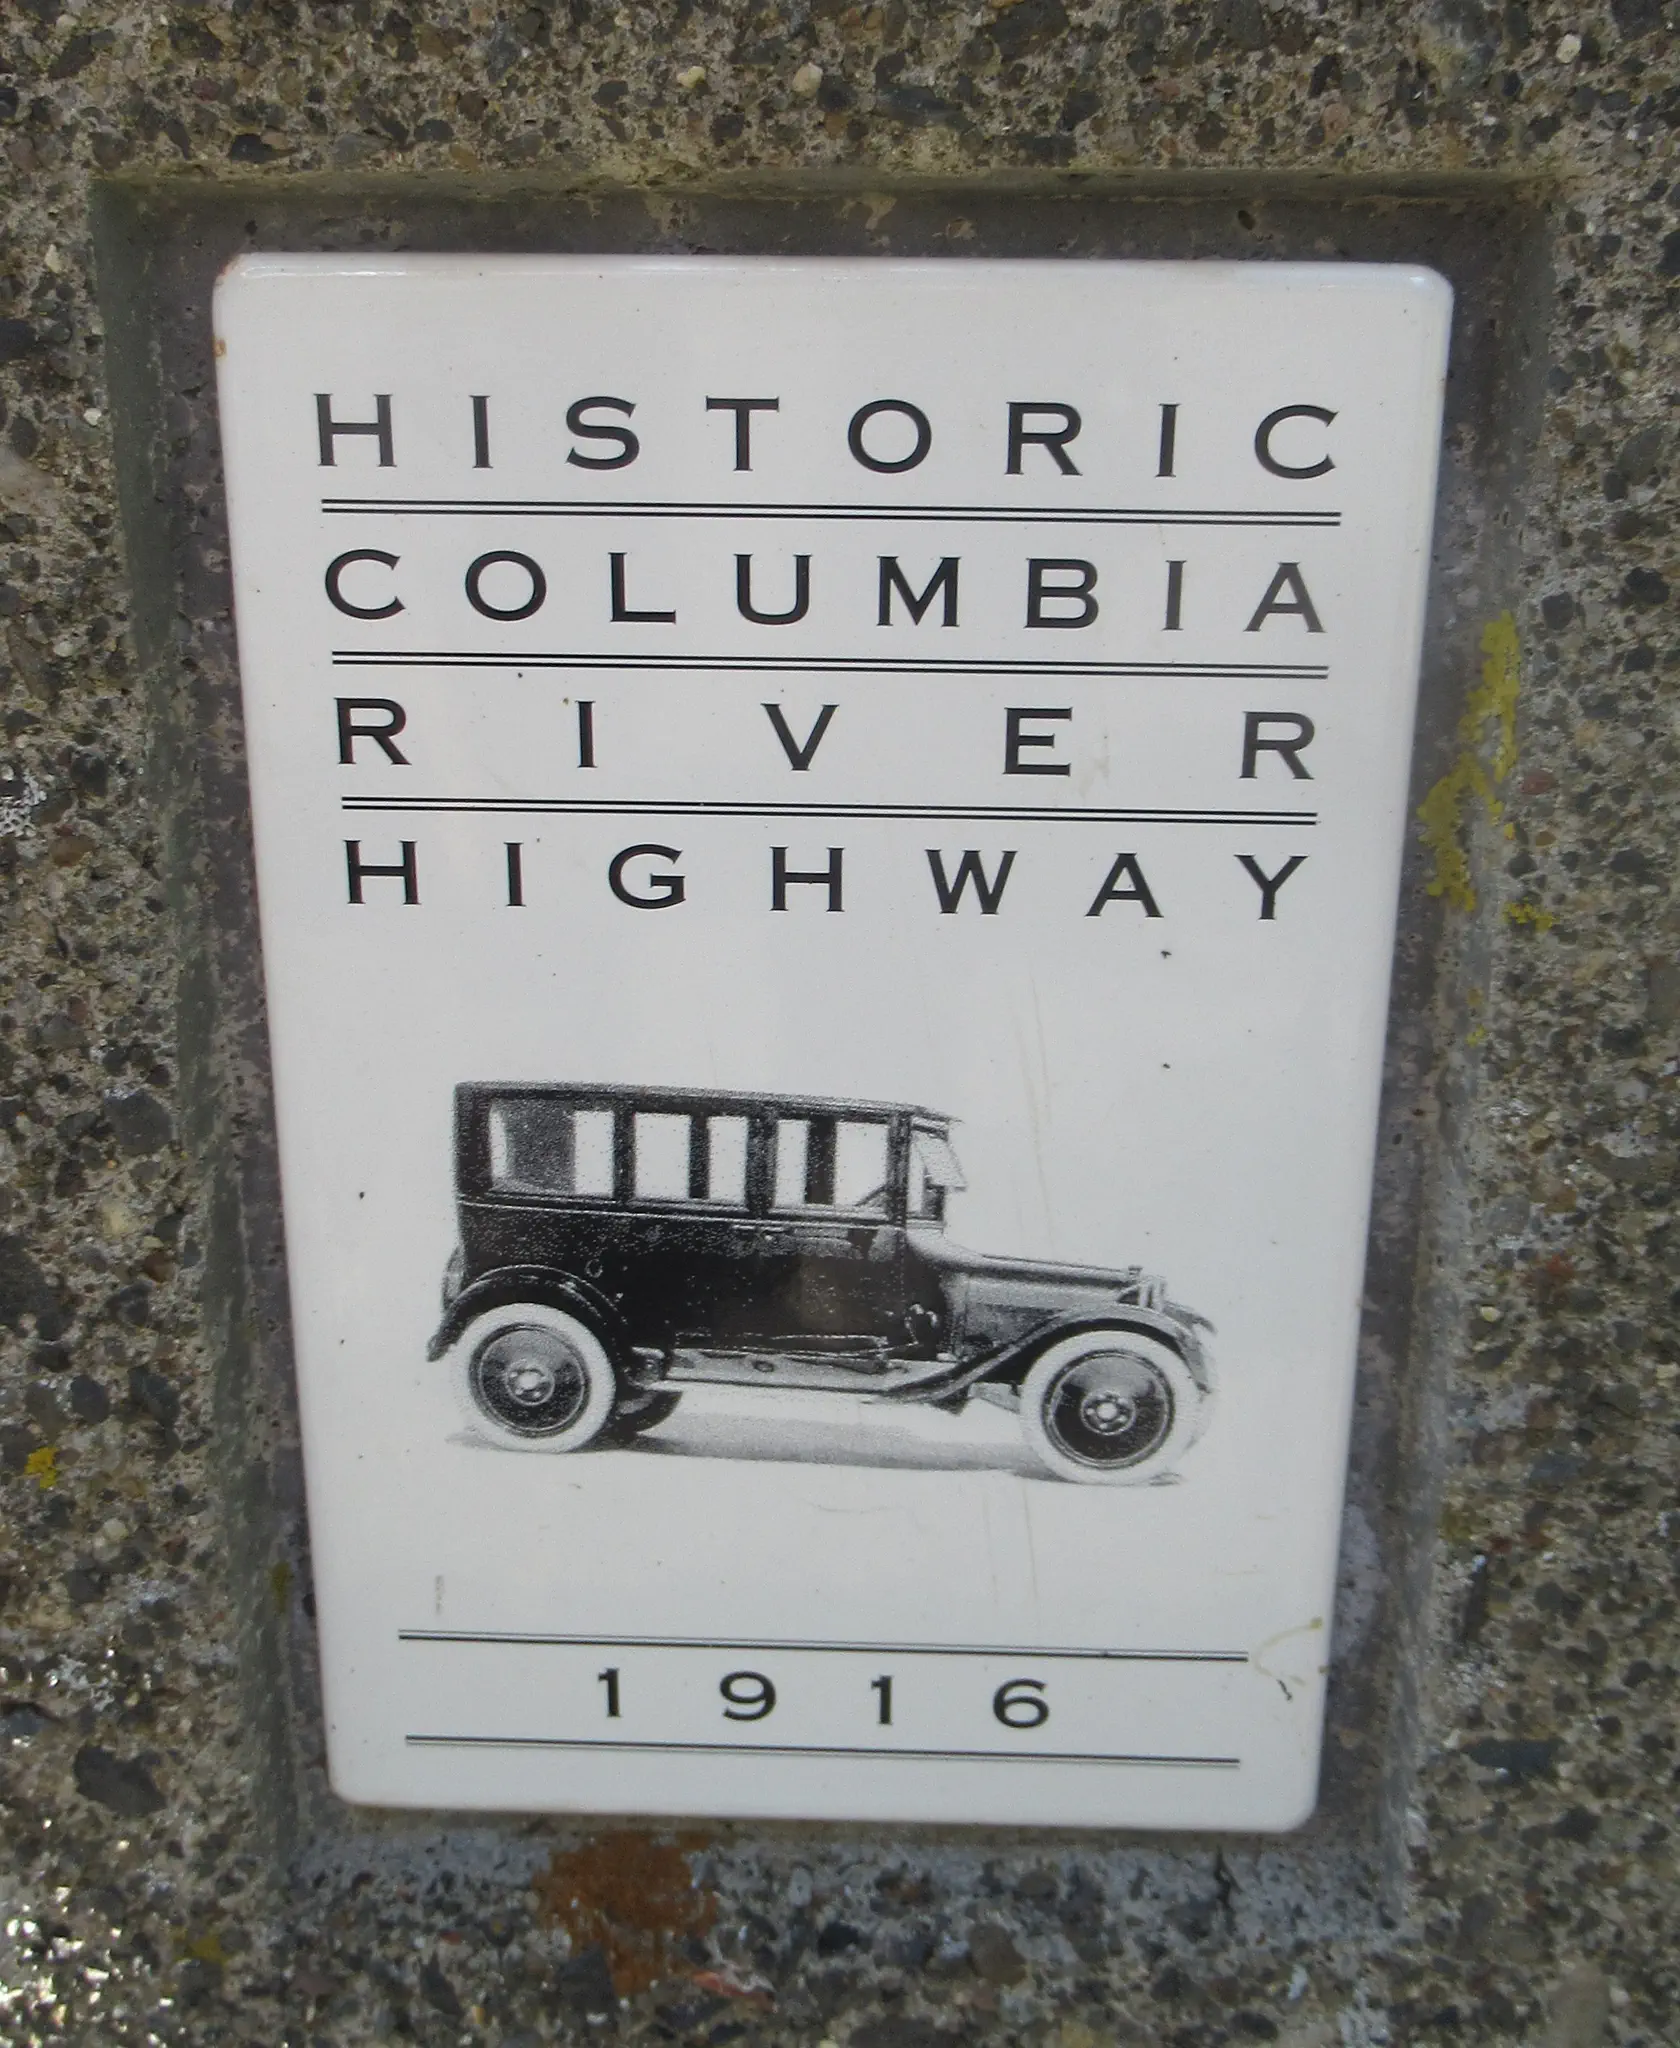 HISTORIC
COLUMBIA
RIVER
HIGHWAY
1916